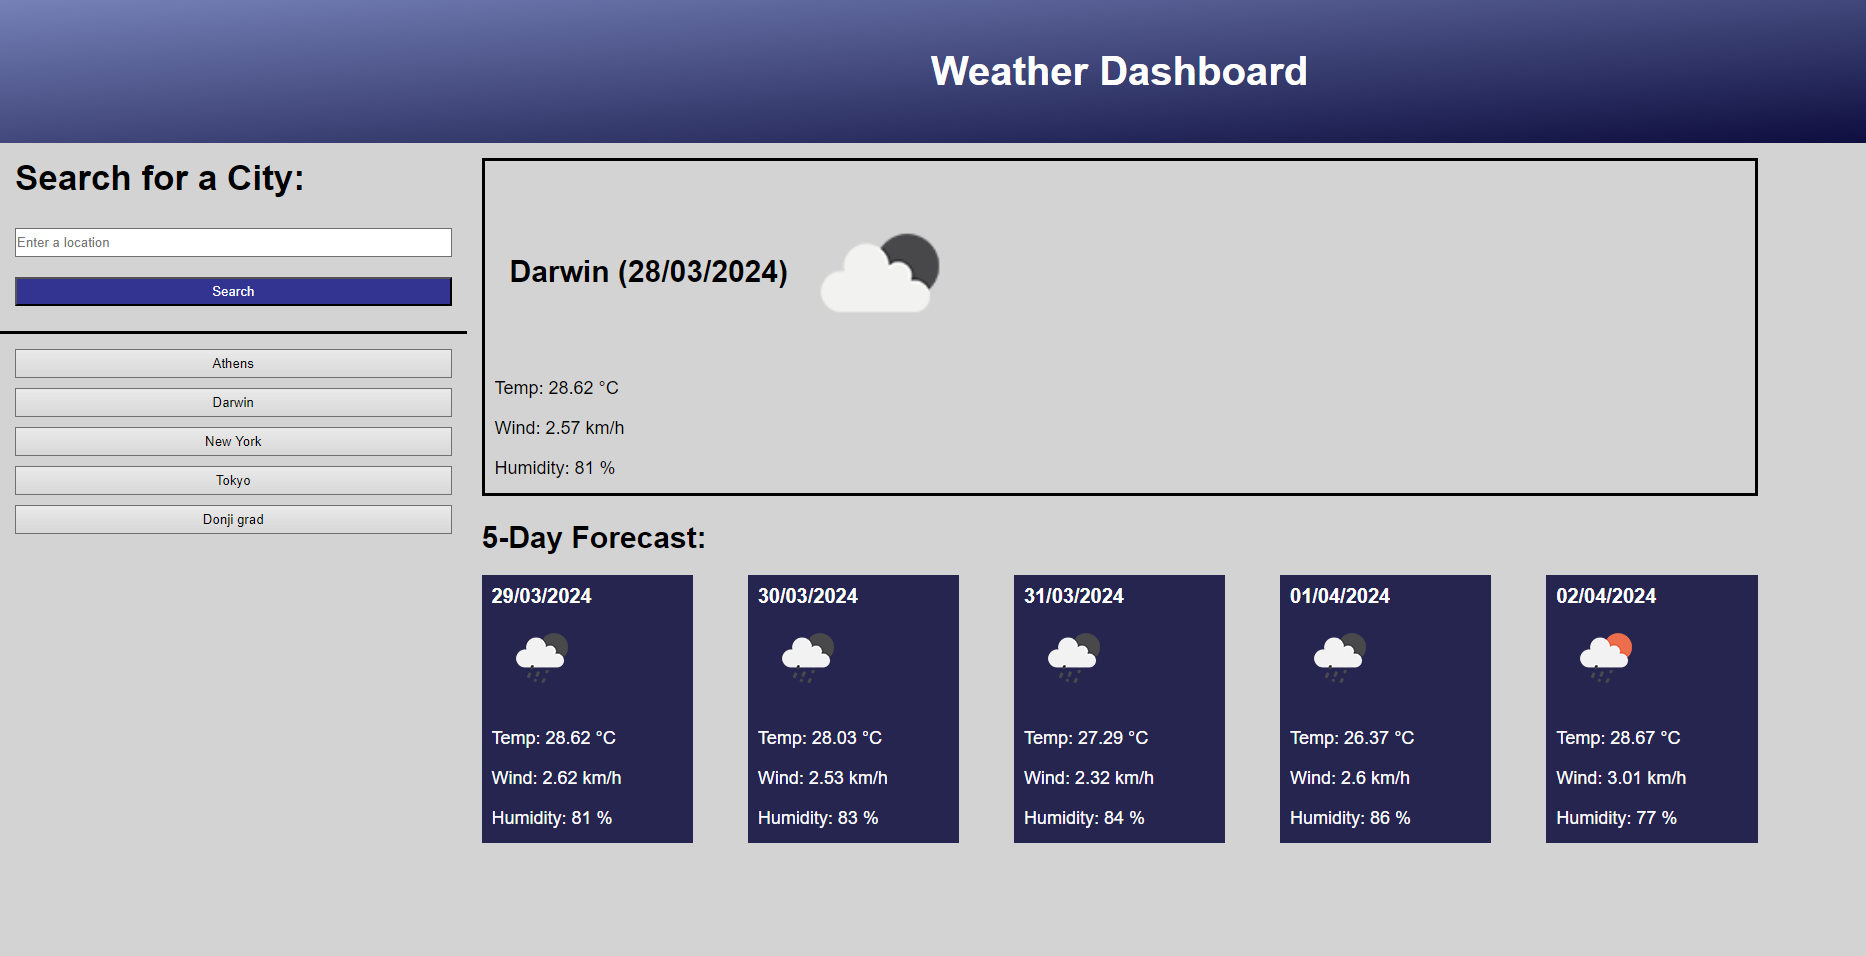 Weather Dashboard
Search for a City:
Enter a location
Search
Athens
Darwin
New York
Tokyo
Donji grad
Darwin (28/03/2024)
Temp: 28.62 °C
Wind: 2.57 km/h
Humidity: 81 %
5-Day Forecast:
29/03/2024
Temp: 28.62 °C
Wind: 2.62 km/h
Humidity: 81 %
30/03/2024
Temp: 28.03 °C
Wind: 2.53 km/h
Humidity: 83 %
31/03/2024
Temp: 27.29 °C
Wind: 2.32 km/h
Humidity: 84 %
01/04/2024
Temp: 26.37 °C
Wind: 2.6 km/h
Humidity: 86 %
02/04/2024
Temp: 28.67 °C
Wind: 3.01 km/h
Humidity: 77 %